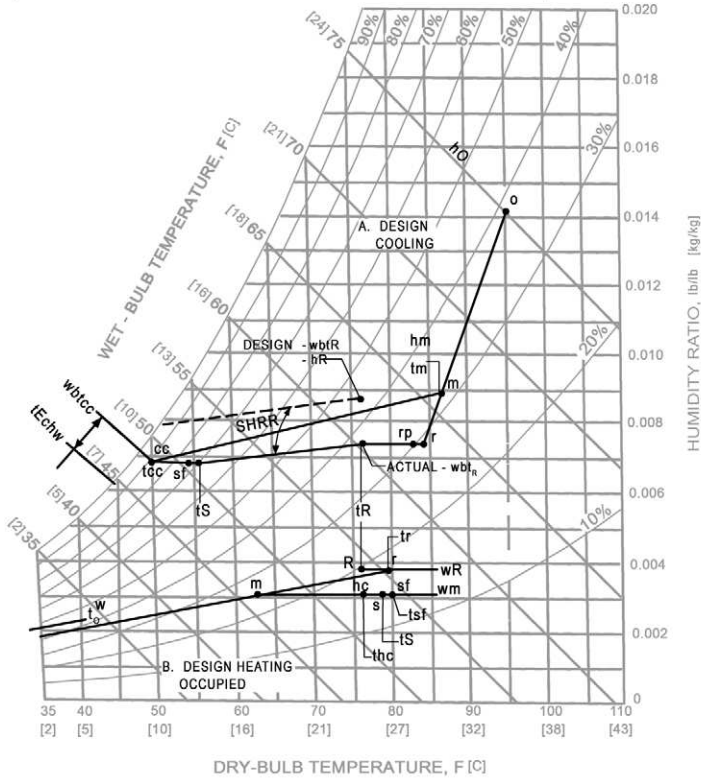 [24] 75
90%
80%
70%
60%
50%
40%
0.020
0.018
hO
30%
[21] 70
0.016
o
WET - BULB TEMPERATURE, F [C]
A. DESIGN
COOLING
0.014
[18] 65
HUMIDITY RATIO, lb/lb [kg/kg]
0.012
[16] 60
20%
DESIGN - wbtR
- hR
hm
tm
0.010
[13] 55
m
wbtcc
tEchw
[10] 50
SHRR
0.008
cc
rp
r
tcc
sf
ACTUAL - wbtR
[7] 45
tS
tR
0.006
[5] 40
10%
[2] 35
tr
0.004
R
r
wR
m
hc
sf
wm
s
w
to
tsf
0.002
tS
thc
B. DESIGN HEATING
OCCUPIED
0
35
40
50
60
70
80
90
100
110
[2]
[5]
[10]
[16]
[21]
[27]
[32]
[38]
[43]
DRY-BULB TEMPERATURE, F [C]